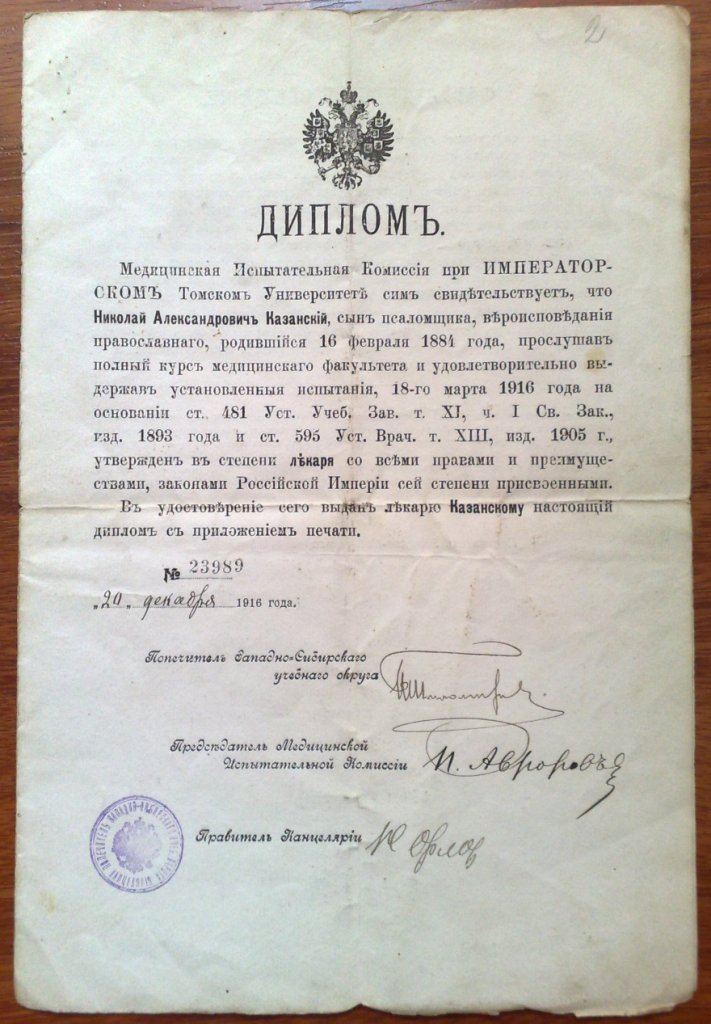 2
ДИПЛОМЪ.
Медицинская Испытательная Комиссія при ИМПЕРАТОР-
СКОМЪ Томскомъ Университетѣ симъ свидѣтельствуетъ, что
Николай Александровичъ Казанскій, сынъ псаломщика, вѣроисповѣданія
православнаго, родившійся 16 февраля 1884 года, прослушавъ
полный курсъ медицинскаго факультета и удовлетворительно вы-
державъ установленныя испытанія, 18-го марта 1916 года на
основаніи ст. 481 Уст. Учеб. Зав. т. XI, ч. I Св. Зак.,
изд. 1893 года и ст. 595 Уст. Врач. т. XIII, изд. 1905 г.,
утвержденъ въ степени лѣкаря со всѣми правами и преимуще-
ствами, законами Россійской Имперіи сей степени присвоенными.
Въ удостовѣреніе сего выданъ лѣкарю Казанскому настоящій
дипломъ съ приложеніемъ печати.
№ 23989
„20„ декабря 1916 года.
Попечитель Западно-Сибирскаго
учебнаго округа
Предсѣдатель Медицинской
Испытательной Комиссіи П. Авроровъ
Правитель Канцеляріи Орлов